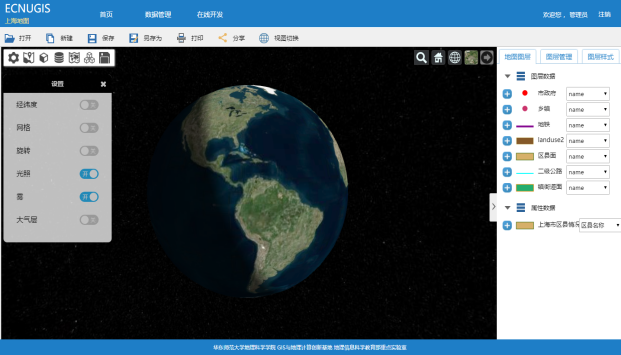 ECNUGIS
上海地图
首页 数据管理 在线开发
欢迎您， 管理员 注销
打开 新建 保存 另存为 打印 分享 视图切换
设置 ✖
经纬度 关
网格 关
旋转 关
光照 开
雾 开
大气层 关
地图图层 图层管理 图层样式
图层数据
市政府 name
乡镇 name
地铁 name
landuse2 name
区县面 name
二级公路 name
镇街道面 name
属性数据
上海市区县情况 区县名称
华东师范大学地理科学学院 GIS与地理计算创新基地 地理信息科学教育部重点实验室